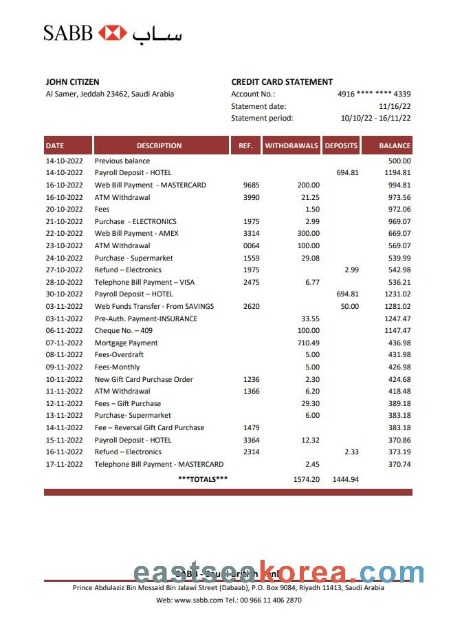 SABB ساب
JOHN CITIZEN CREDIT CARD STATEMENT
Al Samer, Jeddah 23462, Saudi Arabia Account No.: 4916 **** **** 4339
Statement date: 11/16/22
Statement period: 10/10/22 - 16/11/22
DATE DESCRIPTION REF. WITHDRAWALS DEPOSITS BALANCE
14-10-2022 Previous balance 500.00
14-10-2022 Payroll Deposit - HOTEL 694.81 1194.81
16-10-2022 Web Bill Payment - MASTERCARD 9685 200.00 994.81
16-10-2022 ATM Withdrawal 3990 21.25 973.56
20-10-2022 Fees 1.50 972.06
21-10-2022 Purchase - ELECTRONICS 1975 2.99 969.07
22-10-2022 Web Bill Payment - AMEX 3314 300.00 669.07
23-10-2022 ATM Withdrawal 0064 100.00 569.07
24-10-2022 Purchase - Supermarket 1559 29.08 539.99
27-10-2022 Refund – Electronics 1975 2.99 542.98
28-10-2022 Telephone Bill Payment – VISA 2475 6.77 536.21
30-10-2022 Payroll Deposit – HOTEL 694.81 1231.02
03-11-2022 Web Funds Transfer - From SAVINGS 2620 50.00 1281.02
03-11-2022 Pre-Auth. Payment-INSURANCE 33.55 1247.47
06-11-2022 Cheque No. – 409 100.00 1147.47
07-11-2022 Mortgage Payment 710.49 436.98
08-11-2022 Fees-Overdraft 5.00 431.98
09-11-2022 Fees-Monthly 5.00 426.98
10-11-2022 New Gift Card Purchase Order 1236 2.30 424.68
11-11-2022 ATM Withdrawal 1366 6.20 418.48
12-11-2022 Fees – Gift Purchase 29.30 389.18
13-11-2022 Purchase- Supermarket 6.00 383.18
14-11-2022 Fee – Reversal Gift Card Purchase 1479 383.18
15-11-2022 Payroll Deposit - HOTEL 3364 12.32 370.86
16-11-2022 Refund – Electronics 2314 2.33 373.19
17-11-2022 Telephone Bill Payment - MASTERCARD 2.45 370.74
***TOTALS*** 1574.20 1444.94
eastseakorea.com
Prince Abdulaziz Bin Mossaid Bin Jalawi Street (Dabaab), P.O. Box 9084, Riyadh 11413, Saudi Arabia
Web: www.sabb.com Tel.: 00 966 11 406 2870